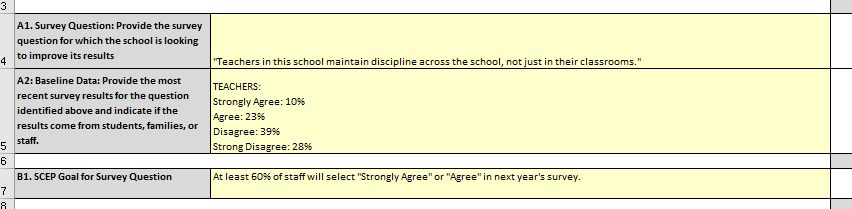 3
A1. Survey Question: Provide the survey
question for which the school is looking
to improve its results
4
"Teachers in this school maintain discipline across the school, not just in their classrooms."
A2: Baseline Data: Provide the most
recent survey results for the question
identified above and indicate if the
results come from students, families, or
staff.
5
TEACHERS:
Strongly Agree: 10%
Agree: 23%
Disagree: 39%
Strong Disagree: 28%
6
B1. SCEP Goal for Survey Question
At least 60% of staff will select "Strongly Agree" or "Agree" in next year's survey.
7
8